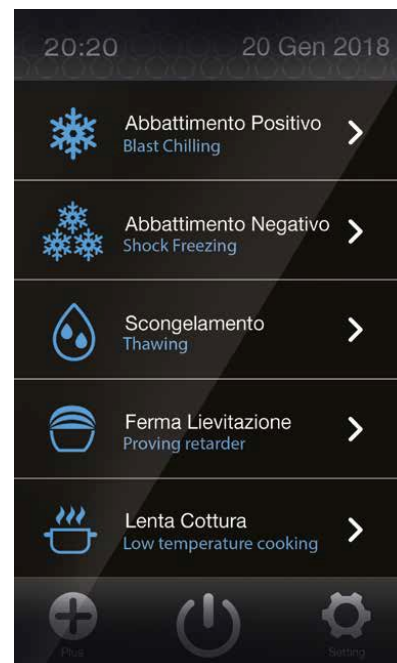 20:20
20 Gen 2018
Abbattimento Positivo
Blast Chilling
Abbattimento Negativo
Shock Freezing
Scongelamento
Thawing
Ferma Lievitazione
Proving retarder
Lenta Cottura
Low temperature cooking
Plus
Setting